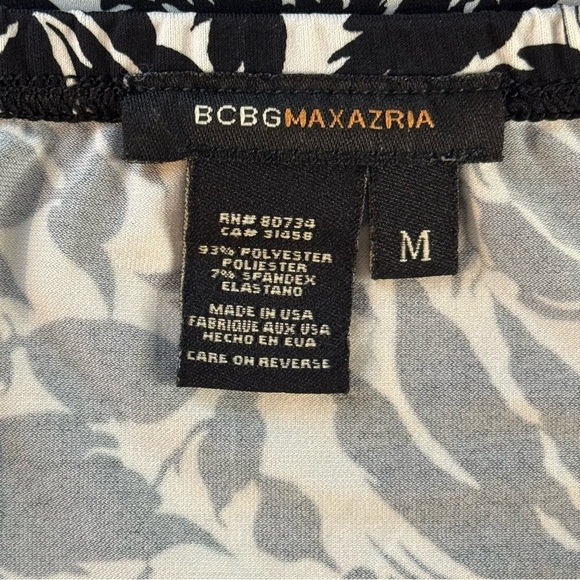 BCBGMAXAZRIA
RN# 80734
CA# 31458
93% POLYESTER
POLIESTER
7% SPANDEX
ELASTANO
MADE IN USA
FABRIQUE AUX USA
HECHO EN EUA
CARE ON REVERSE
M